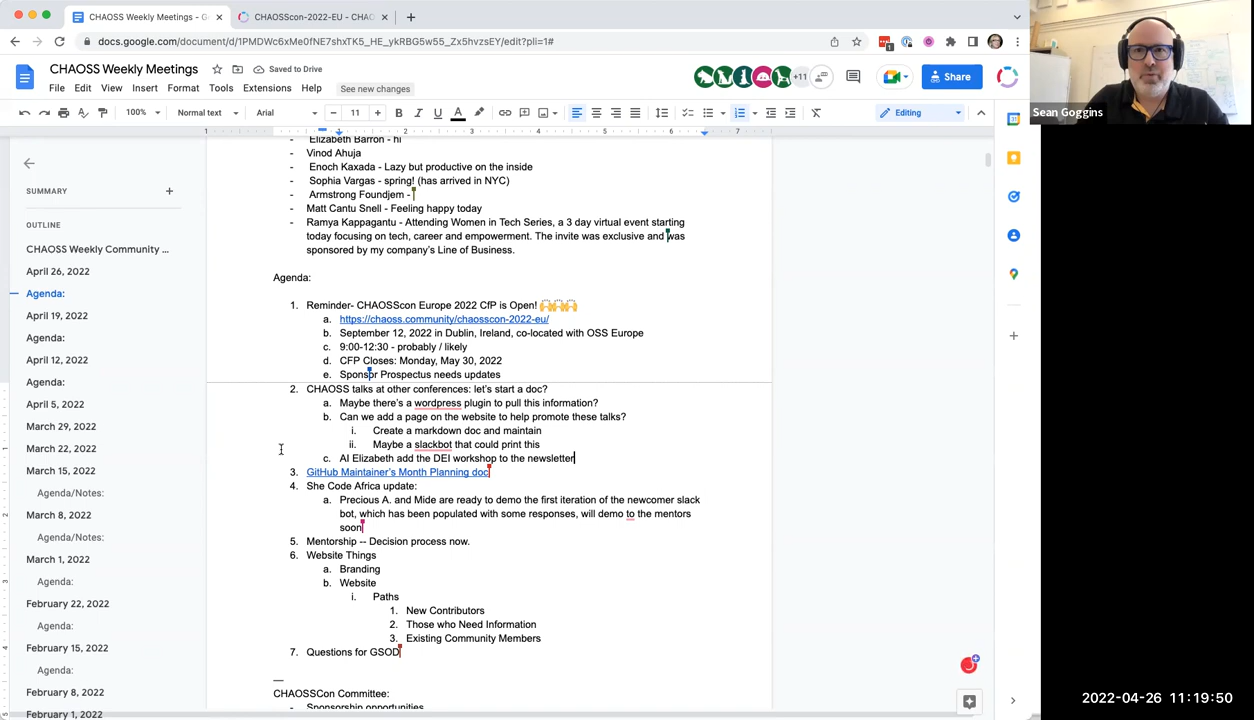 CHAOSS Weekly Meetings - G
CHAOSScon-2022-EU - CHAO
docs.google.com/document/d/1PMDWc6xMe0fNE7shxTK5_HE_ykRBG5w55_Zx5hvzsEY/edit?pli=1#
CHAOSS Weekly Meetings
Saved to Drive
+11
Share
File Edit View Insert Format Tools Extensions Help
See new changes
100%
Normal text
Arial
11
Editing
Sean Goggins
1 2 3 4 5 6 7
SUMMARY
OUTLINE
CHAOSS Weekly Community ...
April 26, 2022
Agenda:
April 19, 2022
Agenda:
April 12, 2022
Agenda:
April 5, 2022
March 29, 2022
March 22, 2022
March 15, 2022
Agenda/Notes:
March 8, 2022
Agenda/Notes:
March 1, 2022
Agenda:
February 22, 2022
Agenda:
February 15, 2022
Agenda:
February 8, 2022
February 1, 2022
- Elizabeth Barron - hi
- Vinod Ahuja
- Enoch Kaxada - Lazy but productive on the inside
- Sophia Vargas - spring! (has arrived in NYC)
- Armstrong Foundjem -
- Matt Cantu Snell - Feeling happy today
- Ramya Kappagantu - Attending Women in Tech Series, a 3 day virtual event starting
today focusing on tech, career and empowerment. The invite was exclusive and was
sponsored by my company's Line of Business.
Agenda:
1. Reminder- CHAOSScon Europe 2022 CfP is Open! 🙌🙌🙌
a. https://chaoss.community/chaosscon-2022-eu/
b. September 12, 2022 in Dublin, Ireland, co-located with OSS Europe
c. 9:00-12:30 - probably / likely
d. CFP Closes: Monday, May 30, 2022
e. Sponsor Prospectus needs updates
2. CHAOSS talks at other conferences: let's start a doc?
a. Maybe there's a wordpress plugin to pull this information?
b. Can we add a page on the website to help promote these talks?
i. Create a markdown doc and maintain
ii. Maybe a slackbot that could print this
c. AI Elizabeth add the DEI workshop to the newsletter
3. GitHub Maintainer's Month Planning doc
4. She Code Africa update:
a. Precious A. and Mide are ready to demo the first iteration of the newcomer slack
bot, which has been populated with some responses, will demo to the mentors
soon
5. Mentorship -- Decision process now.
6. Website Things
a. Branding
b. Website
i. Paths
1. New Contributors
2. Those who Need Information
3. Existing Community Members
7. Questions for GSOD
—
CHAOSSCon Committee:
- Sponsorship opportunities
2022-04-26 11:19:50